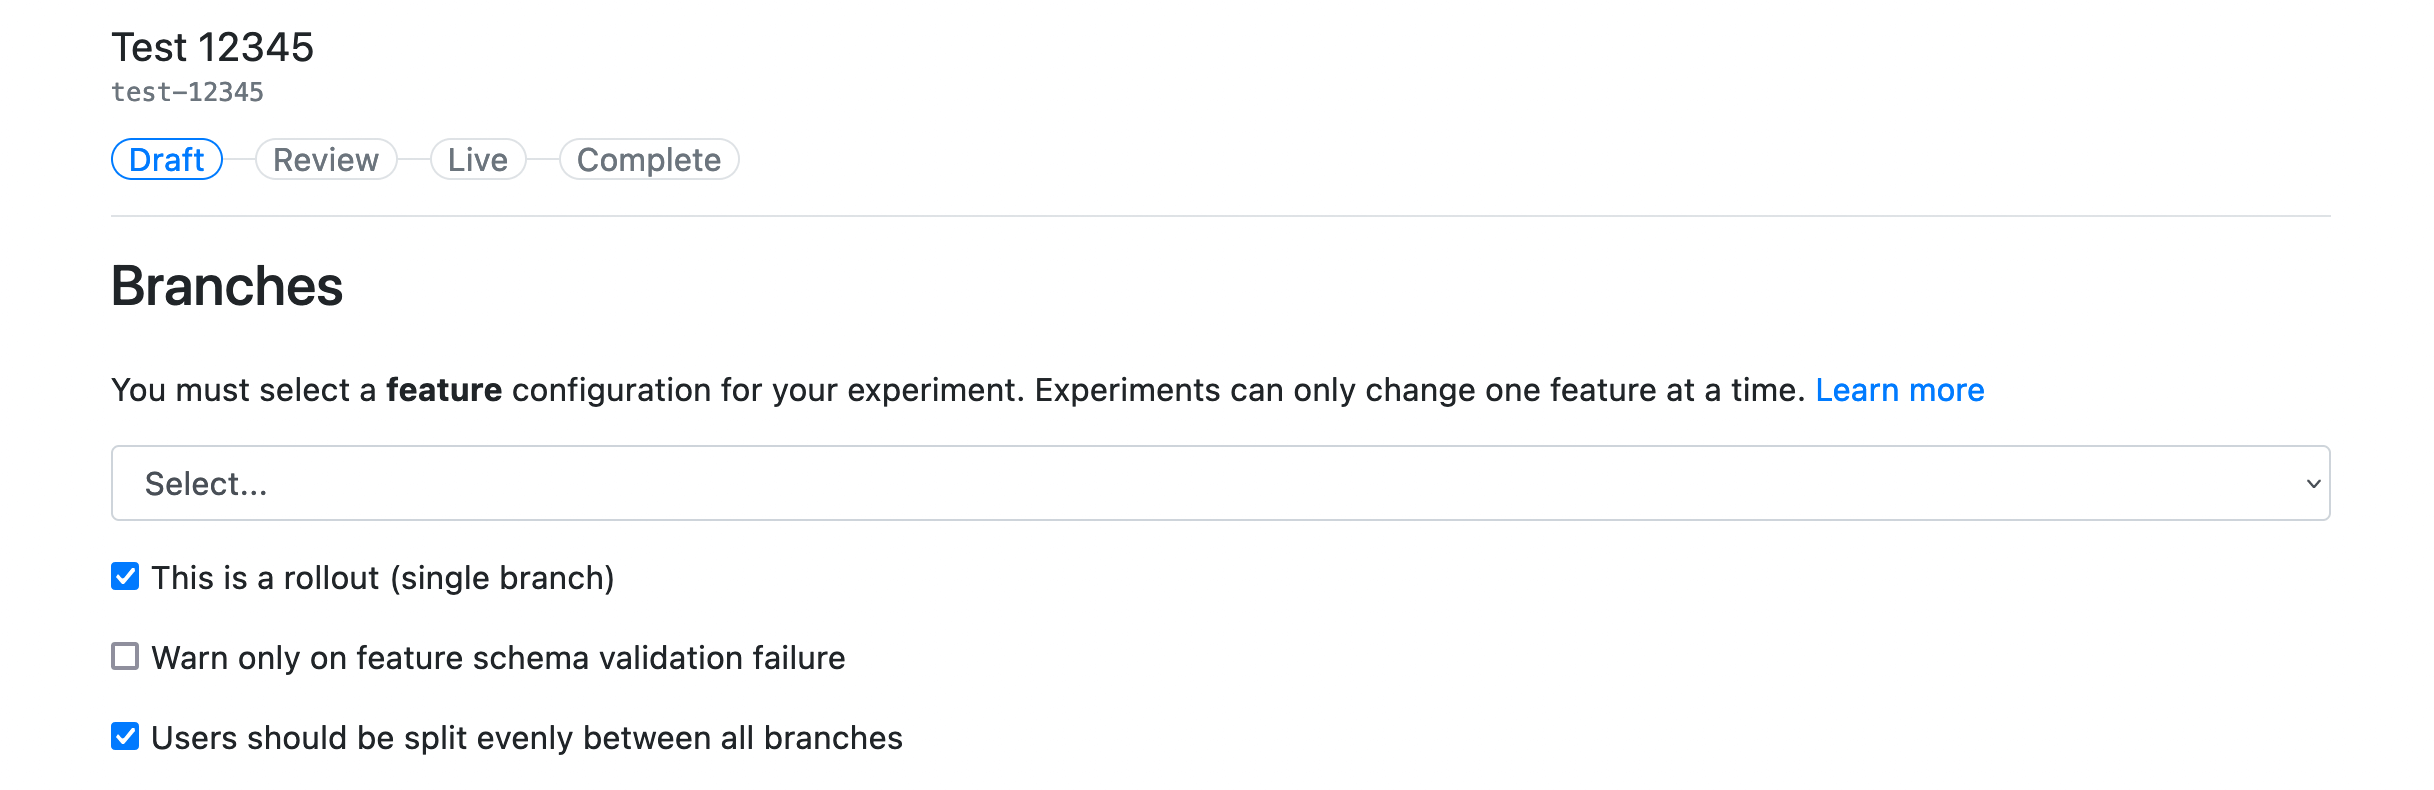 Test 12345
test-12345
Draft Review Live Complete
Branches
You must select a feature configuration for your experiment. Experiments can only change one feature at a time. Learn more
Select...
This is a rollout (single branch)
Warn only on feature schema validation failure
Users should be split evenly between all branches